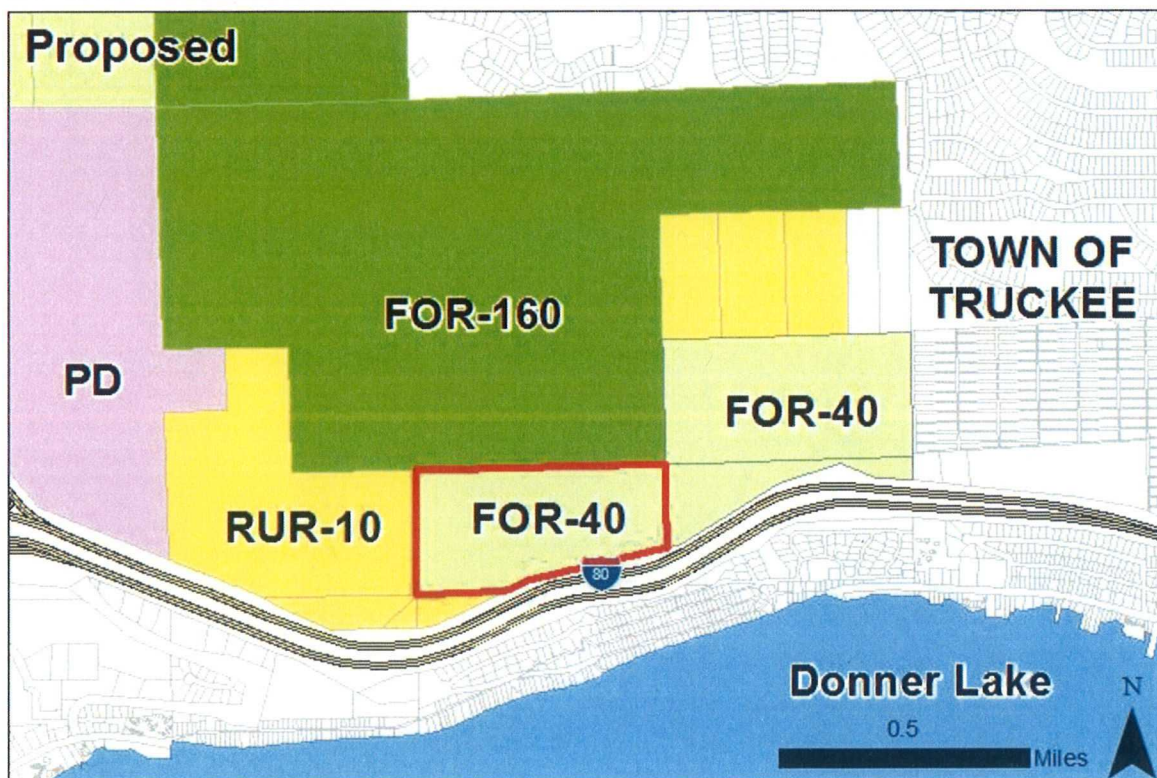 Proposed
TOWN OF
TRUCKEE
FOR-160
PD
FOR-40
RUR-10
FOR-40
80
Donner Lake
N
0.5
Miles